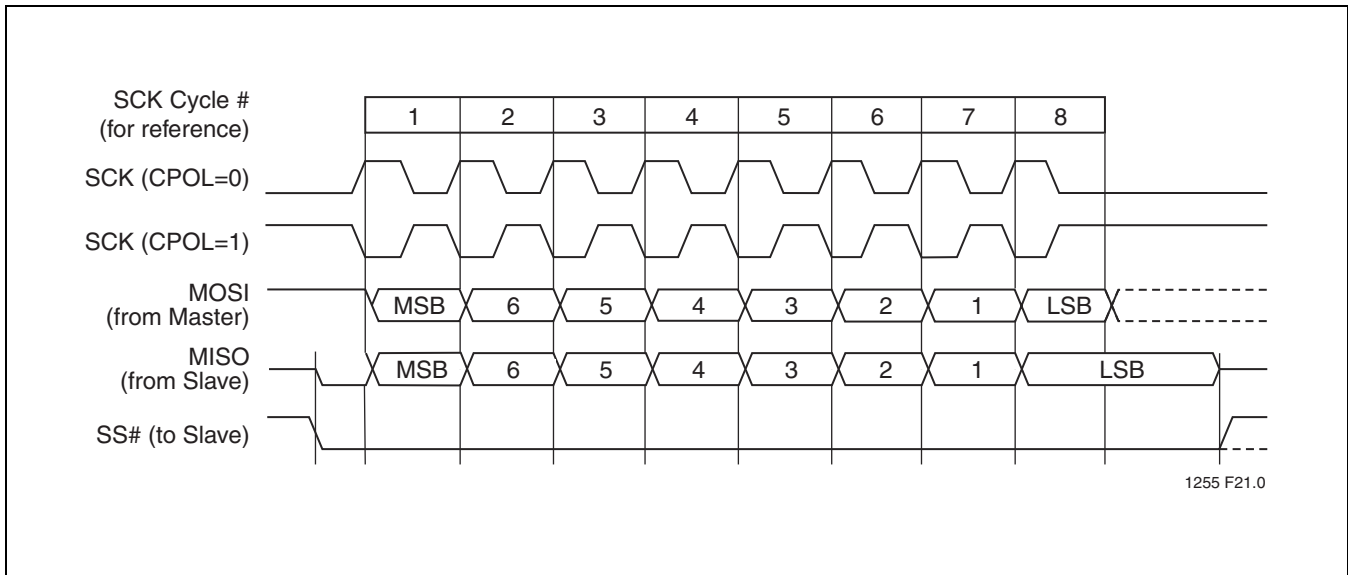 SCK Cycle #
(for reference)
1 2 3 4 5 6 7 8
SCK (CPOL=0)
SCK (CPOL=1)
MOSI
(from Master)
MSB 6 5 4 3 2 1 LSB
MISO
(from Slave)
MSB 6 5 4 3 2 1 LSB
SS# (to Slave)
1255 F21.0